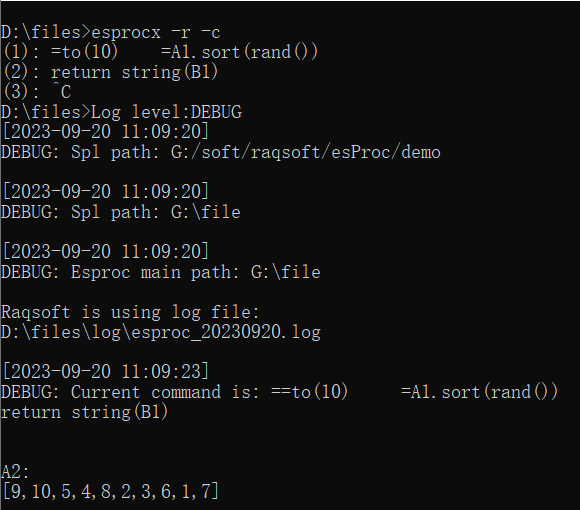 D:\files>esprocx -r -c
(1): =to(10)    =A1.sort(rand())
(2): return string(B1)
(3): ^C
D:\files>Log level:DEBUG
[2023-09-20 11:09:20]
DEBUG: Spl path: G:/soft/raqsoft/esProc/demo
[2023-09-20 11:09:20]
DEBUG: Spl path: G:\file
[2023-09-20 11:09:20]
DEBUG: Esproc main path: G:\file
Raqsoft is using log file:
D:\files\log\esproc_20230920.log
[2023-09-20 11:09:23]
DEBUG: Current command is: ==to(10)     =A1.sort(rand())
return string(B1)
A2:
[9,10,5,4,8,2,3,6,1,7]